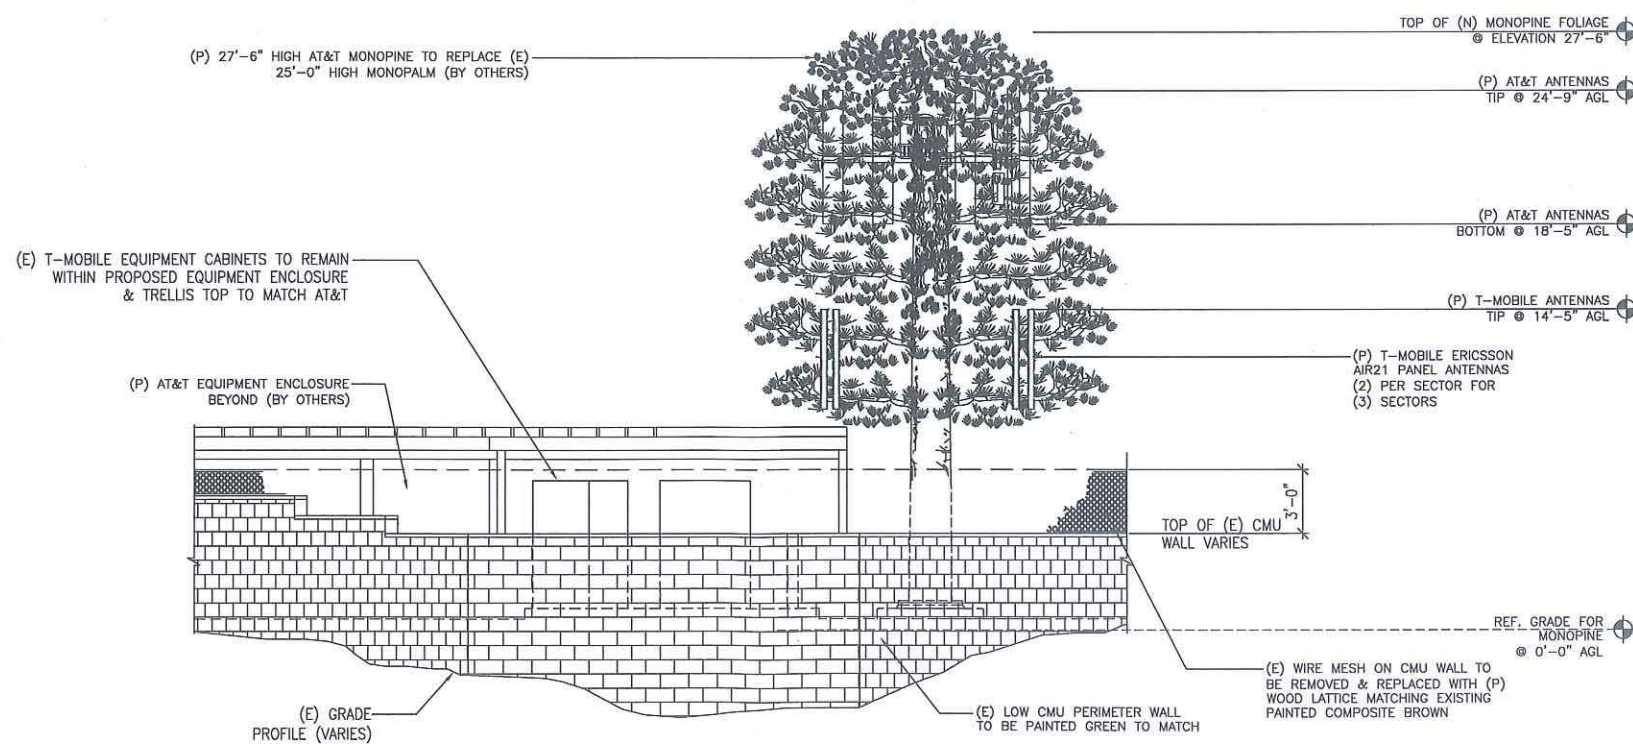 (P) 27'-6" HIGH AT&T MONOPINE TO REPLACE (E)
25'-0" HIGH MONOPALM (BY OTHERS)
TOP OF (N) MONOPINE FOLIAGE
@ ELEVATION 27'-6"
(P) AT&T ANTENNAS
TIP @ 24'-9" AGL
(P) AT&T ANTENNAS
BOTTOM @ 18'-5" AGL
(E) T-MOBILE EQUIPMENT CABINETS TO REMAIN
WITHIN PROPOSED EQUIPMENT ENCLOSURE
& TRELLIS TOP TO MATCH AT&T
(P) T-MOBILE ANTENNAS
TIP @ 14'-5" AGL
(P) T-MOBILE ERICSSON
AIR21 PANEL ANTENNAS
(2) PER SECTOR FOR
(3) SECTORS
(P) AT&T EQUIPMENT ENCLOSURE
BEYOND (BY OTHERS)
3'-0"
TOP OF (E) CMU
WALL VARIES
REF. GRADE FOR
MONOPINE
@ 0'-0" AGL
(E) WIRE MESH ON CMU WALL TO
BE REMOVED & REPLACED WITH (P)
WOOD LATTICE MATCHING EXISTING
PAINTED COMPOSITE BROWN
(E) LOW CMU PERIMETER WALL
TO BE PAINTED GREEN TO MATCH
(E) GRADE
PROFILE (VARIES)